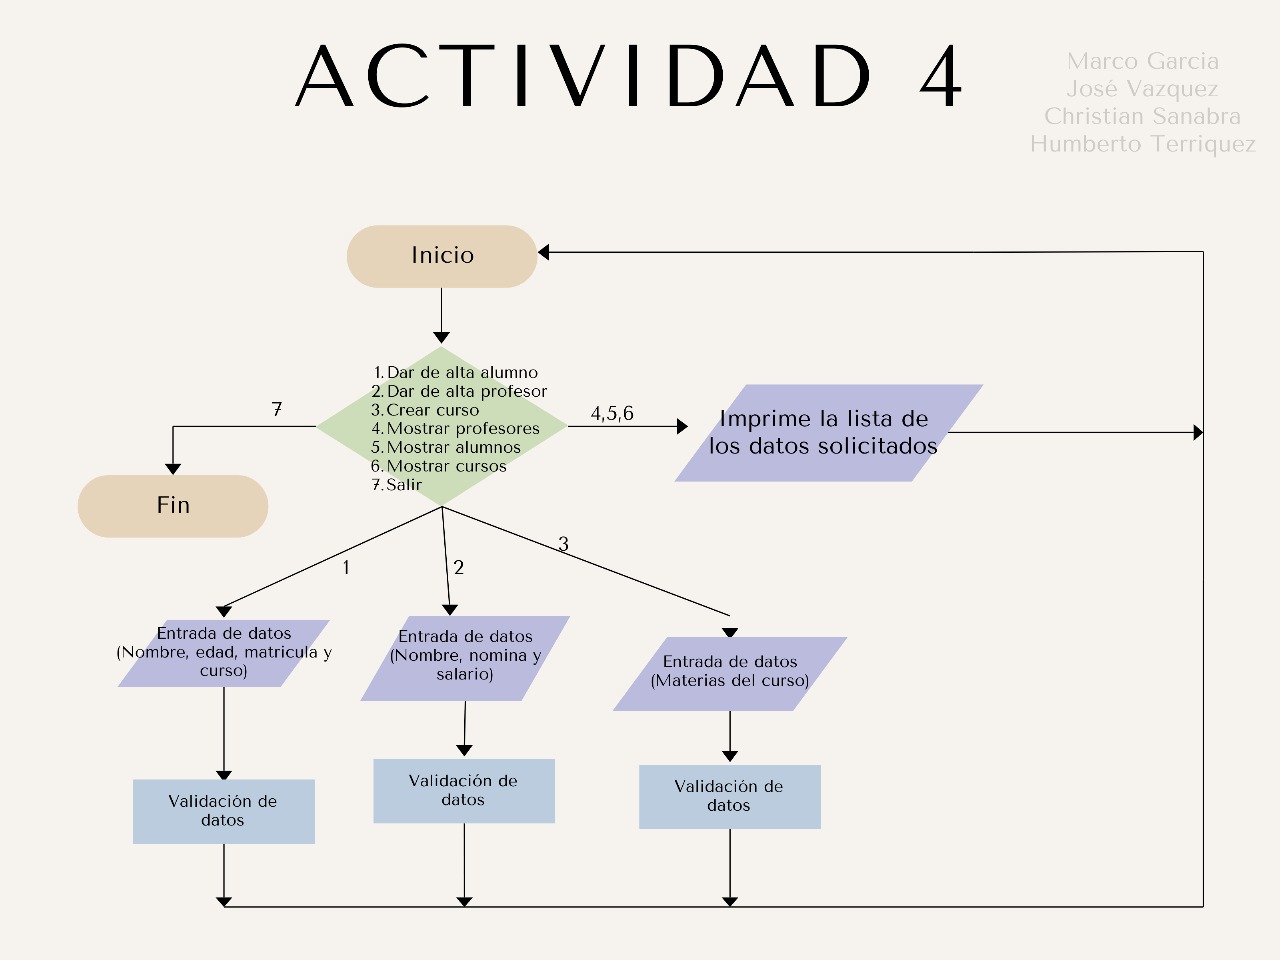 ACTIVIDAD 4
Marco Garcia
José Vazquez
Christian Sanabra
Humberto Terriquez
Inicio
1. Dar de alta alumno
2. Dar de alta profesor
3. Crear curso
4. Mostrar profesores
5. Mostrar alumnos
6. Mostrar cursos
7. Salir
7
4,5,6
Imprime la lista de
los datos solicitados
Fin
1
2
3
Entrada de datos
(Nombre, edad, matricula y
curso)
Entrada de datos
(Nombre, nomina y
salario)
Entrada de datos
(Materias del curso)
Validación de
datos
Validación de
datos
Validación de
datos